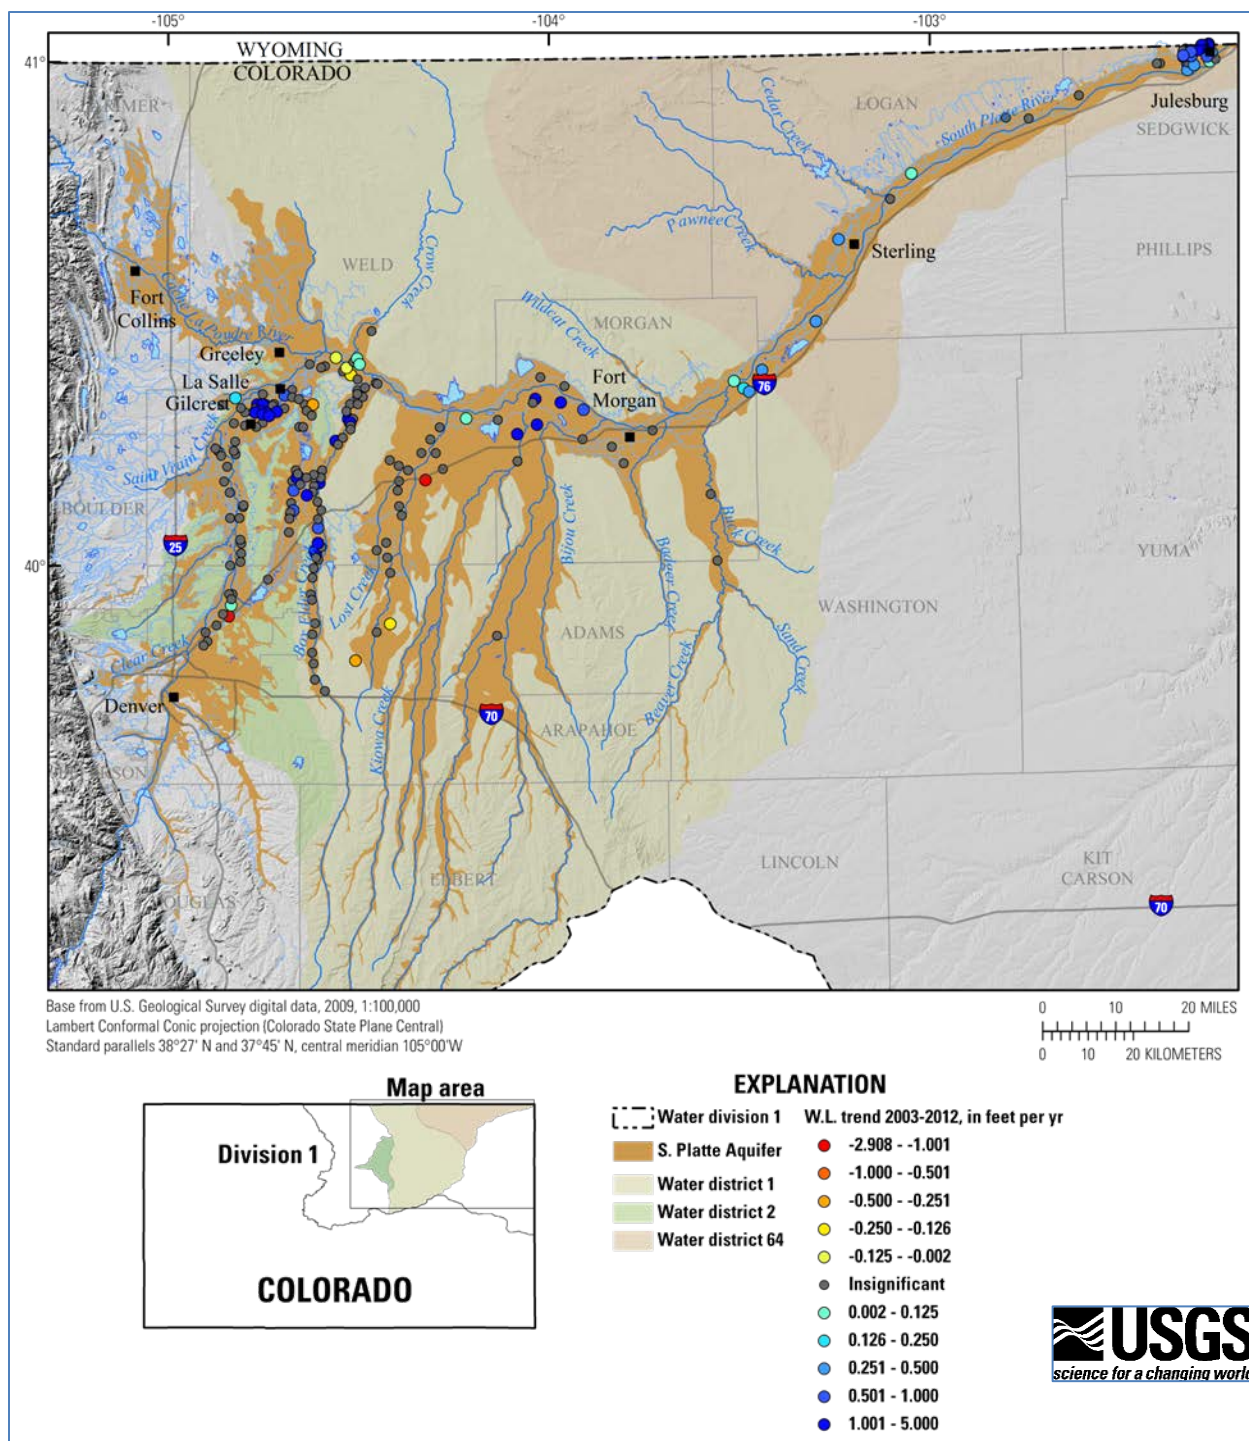 -105°
-104°
-103°
41°
WYOMING
COLORADO
LARIMER
LOGAN
Cedar Creek
South Platte River
Julesburg
SEDGWICK
Pawnee Creek
Sterling
PHILLIPS
WELD
Crow Creek
Fort
Collins
Cache La Poudre River
Wildcat Creek
MORGAN
Greeley
La Salle
Gilcrest
Fort
Morgan
76
Saint Vrain Creek
BOULDER
25
40°
Box Elder Creek
Lost Creek
Bijou Creek
Badger Creek
Buck Creek
YUMA
WASHINGTON
ADAMS
Clear Creek
Sand Creek
Beaver Creek
Kiowa Creek
Denver
70
ARAPAHOE
JEFFERSON
ELBERT
DOUGLAS
LINCOLN
KIT
CARSON
70
Base from U.S. Geological Survey digital data, 2009, 1:100,000
Lambert Conformal Conic projection (Colorado State Plane Central)
Standard parallels 38°27' N and 37°45' N, central meridian 105°00'W
0 10 20 MILES
0 10 20 KILOMETERS
Map area
Division 1
COLORADO
EXPLANATION
Water division 1
S. Platte Aquifer
Water district 1
Water district 2
Water district 64
W.L. trend 2003-2012, in feet per yr
-2.908 - -1.001
-1.000 - -0.501
-0.500 - -0.251
-0.250 - -0.126
-0.125 - -0.002
Insignificant
0.002 - 0.125
0.126 - 0.250
0.251 - 0.500
0.501 - 1.000
1.001 - 5.000
USGS
science for a changing world